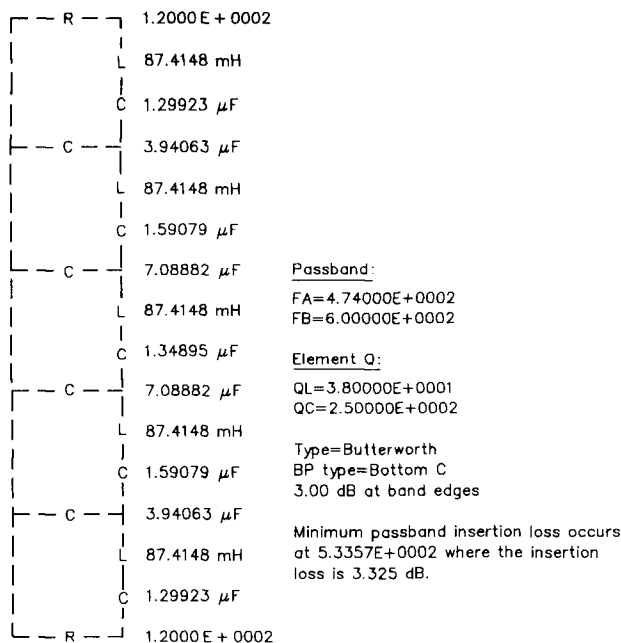 R 1.2000E+0002
L 87.4148 mH
C 1.29923 μF
C 3.94063 μF
L 87.4148 mH
C 1.59079 μF
C 7.08882 μF
L 87.4148 mH
C 1.34895 μF
C 7.08882 μF
L 87.4148 mH
C 1.59079 μF
C 3.94063 μF
L 87.4148 mH
C 1.29923 μF
R 1.2000E+0002
Passband:
FA=4.74000E+0002
FB=6.00000E+0002
Element Q:
QL=3.80000E+0001
QC=2.50000E+0002
Type=Butterworth
BP type=Bottom C
3.00 dB at band edges
Minimum passband insertion loss occurs
at 5.3357E+0002 where the insertion
loss is 3.325 dB.